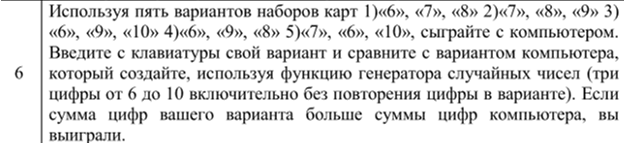 Используя пять вариантов наборов карт 1)«6», «7», «8» 2)«7», «8», «9» 3)
«6», «9», «10» 4)«6», «9», «8» 5)«7», «6», «10», сыграйте с компьютером.
Введите с клавиатуры свой вариант и сравните с вариантом компьютера,
6 который создайте, используя функцию генератора случайных чисел (три
цифры от 6 до 10 включительно без повторения цифры в варианте). Если
сумма цифр вашего варианта больше суммы цифр компьютера, вы
выиграли.